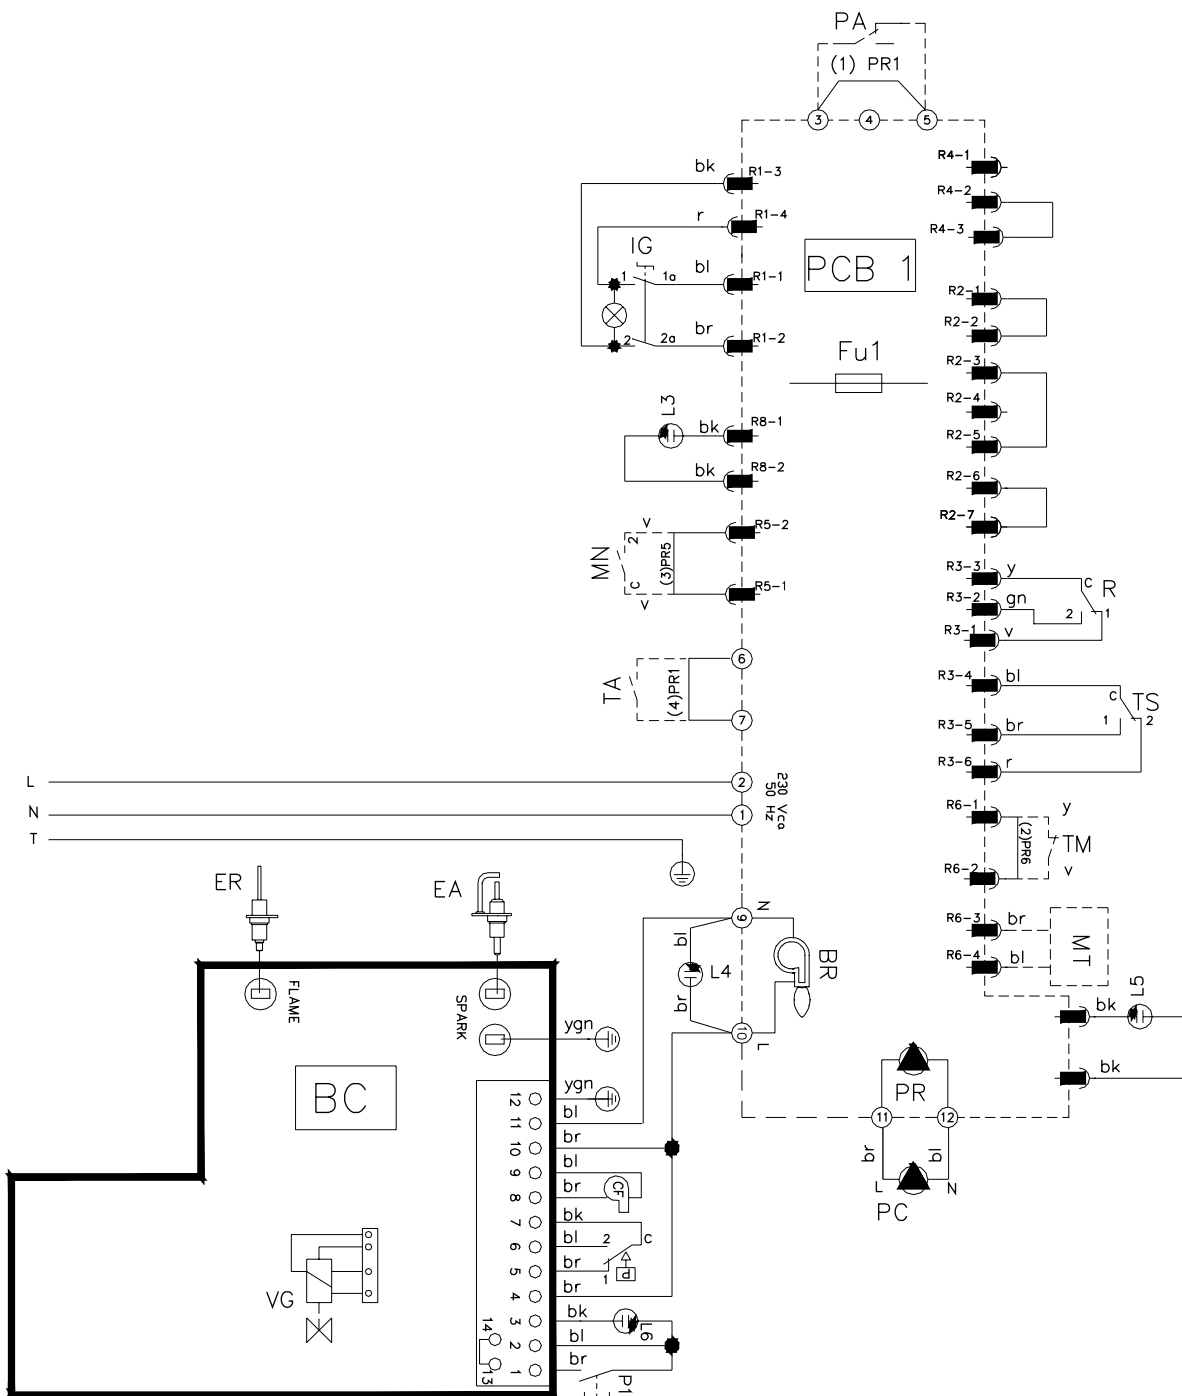 PA
(1) PR1
3
4
5
bk
R1-3
R4-1
R4-2
r
R1-4
R4-3
IG
PCB 1
1
1a
bl
R1-1
R2-1
2
2a
br
R1-2
R2-2
Fu1
R2-3
R2-4
L3
bk
R8-1
R2-5
bk
R8-2
R2-6
R2-7
MN
v
2
c
v
(3)PR5
R5-2
R5-1
R3-3
y
c
R
R3-2
gn
2
1
R3-1
v
TA
(4)PR1
6
7
R3-4
bl
c
TS
1
2
R3-5
br
R3-6
r
L
2
230 Vca
50 Hz
N
1
T
R6-1
y
(2)PR6
TM
R6-2
v
ER
EA
9
N
R6-3
br
MT
R6-4
bl
bl
L4
br
BR
10
L
FLAME
SPARK
ygn
bk
L5
bk
BC
ygn
12
bl
11
br
10
bl
9
br
8
CF
bk
7
bl
6
2
c
br
5
1
P
br
4
bk
3
L6
bl
2
br
1
14
13
P1
VG
PR
11
12
br
bl
L
N
PC